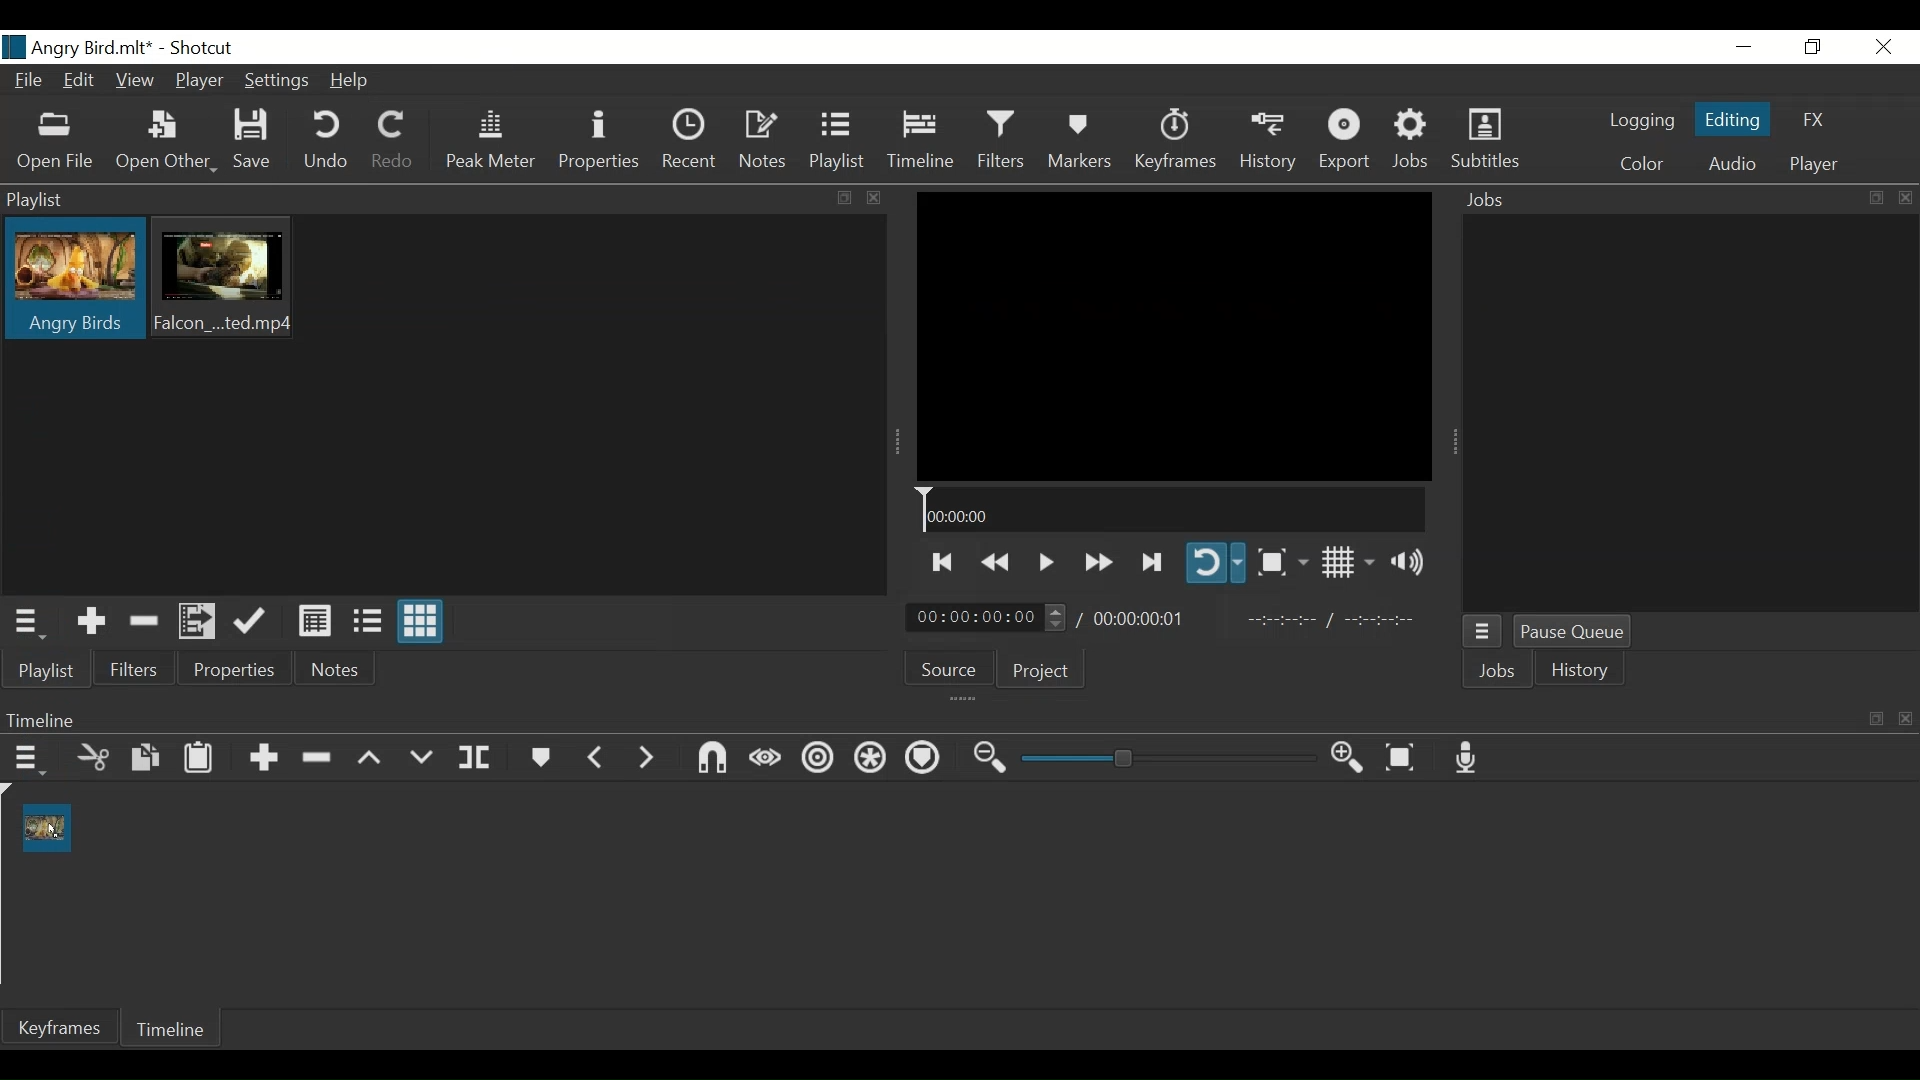 Angry Bird.mlt* - Shotcut
File Edit View Player Settings Help
Open File Open Other Save Undo Redo Peak Meter Properties Recent Notes Playlist Timeline Filters Markers Keyframes History Export Jobs Subtitles
Logging Editing FX
Color Audio Player
Playlist
Jobs
Angry Birds
Falcon_...ted.mp4
00:00:00
00:00:00:00 / 00:00:00:01
--:--:--:-- / --:--:--:--
Pause Queue
Playlist Filters Properties Notes
Source Project
Jobs History
Timeline
Keyframes Timeline